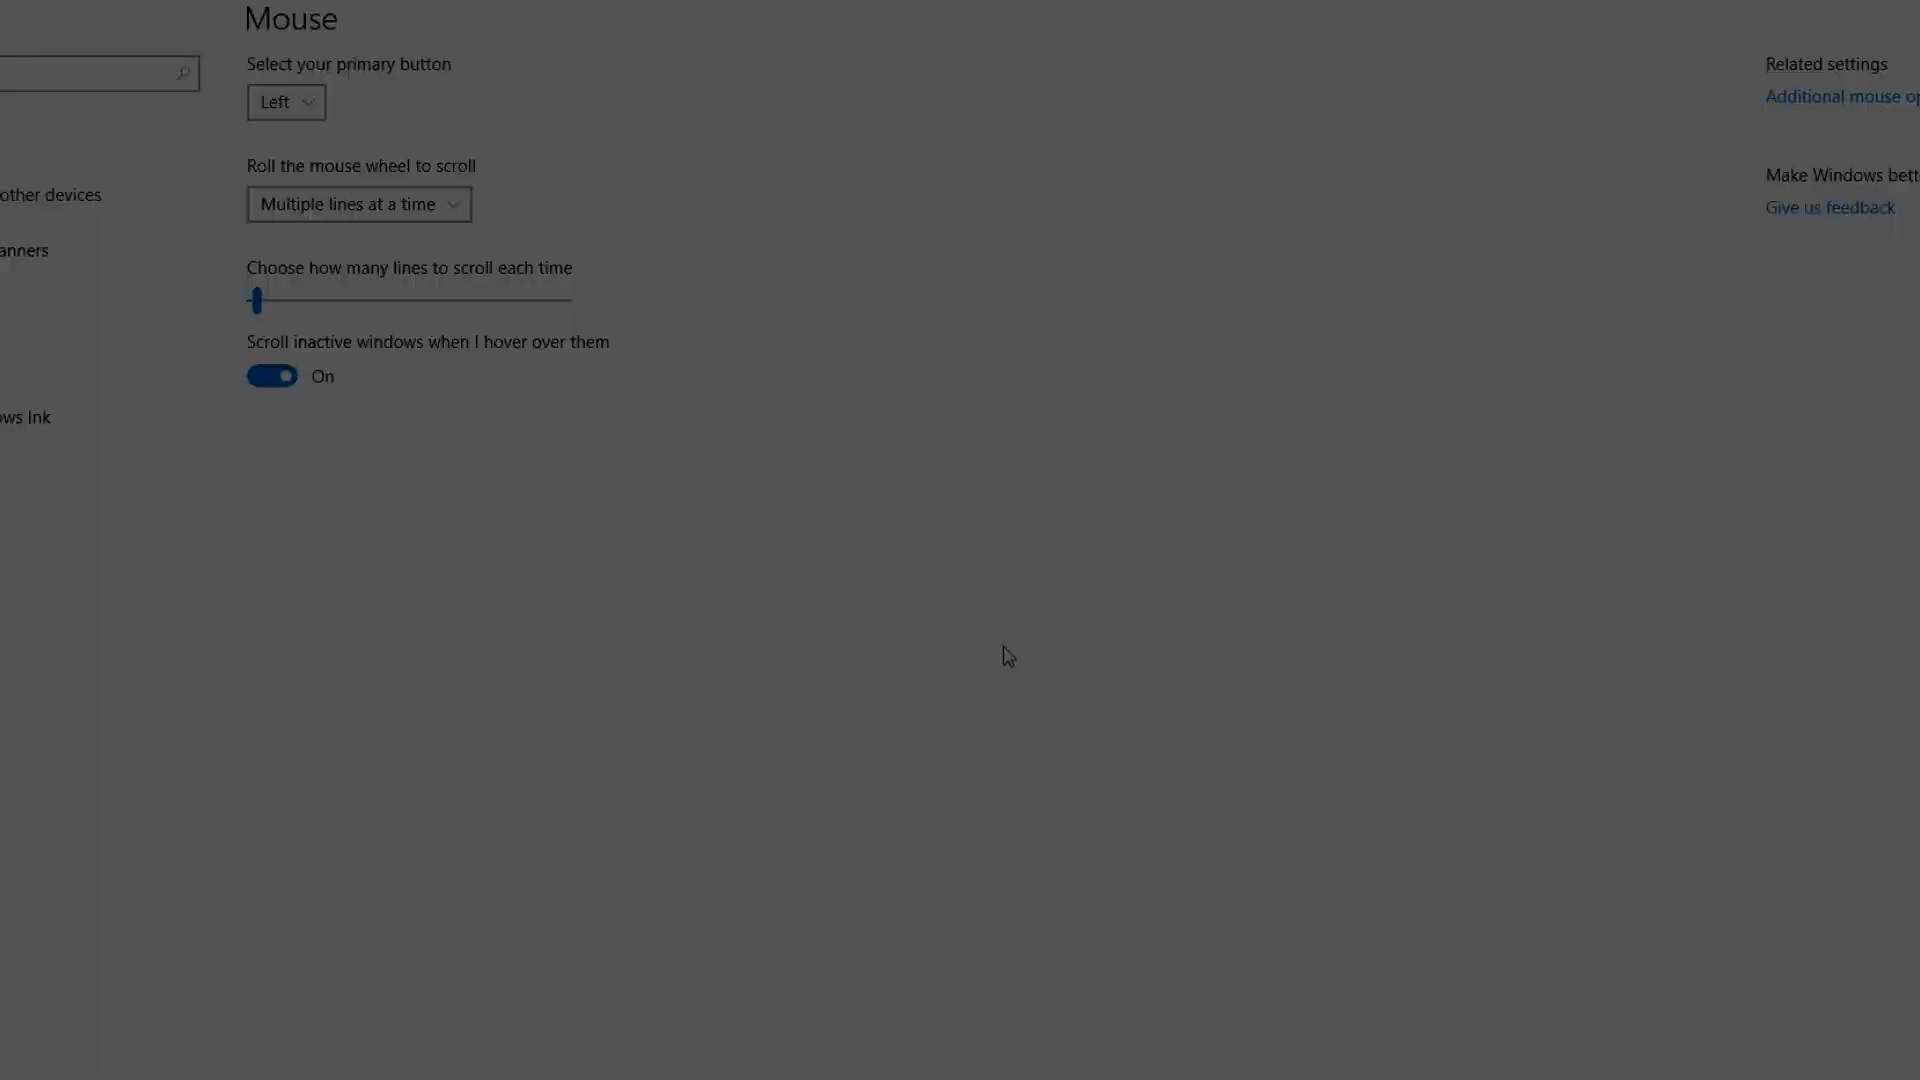 Mouse
Select your primary button
Left
Roll the mouse wheel to scroll
Multiple lines at a time
Choose how many lines to scroll each time
Scroll inactive windows when I hover over them
On
other devices
anners
ows Ink
Related settings
Additional mouse op
Make Windows bett
Give us feedback